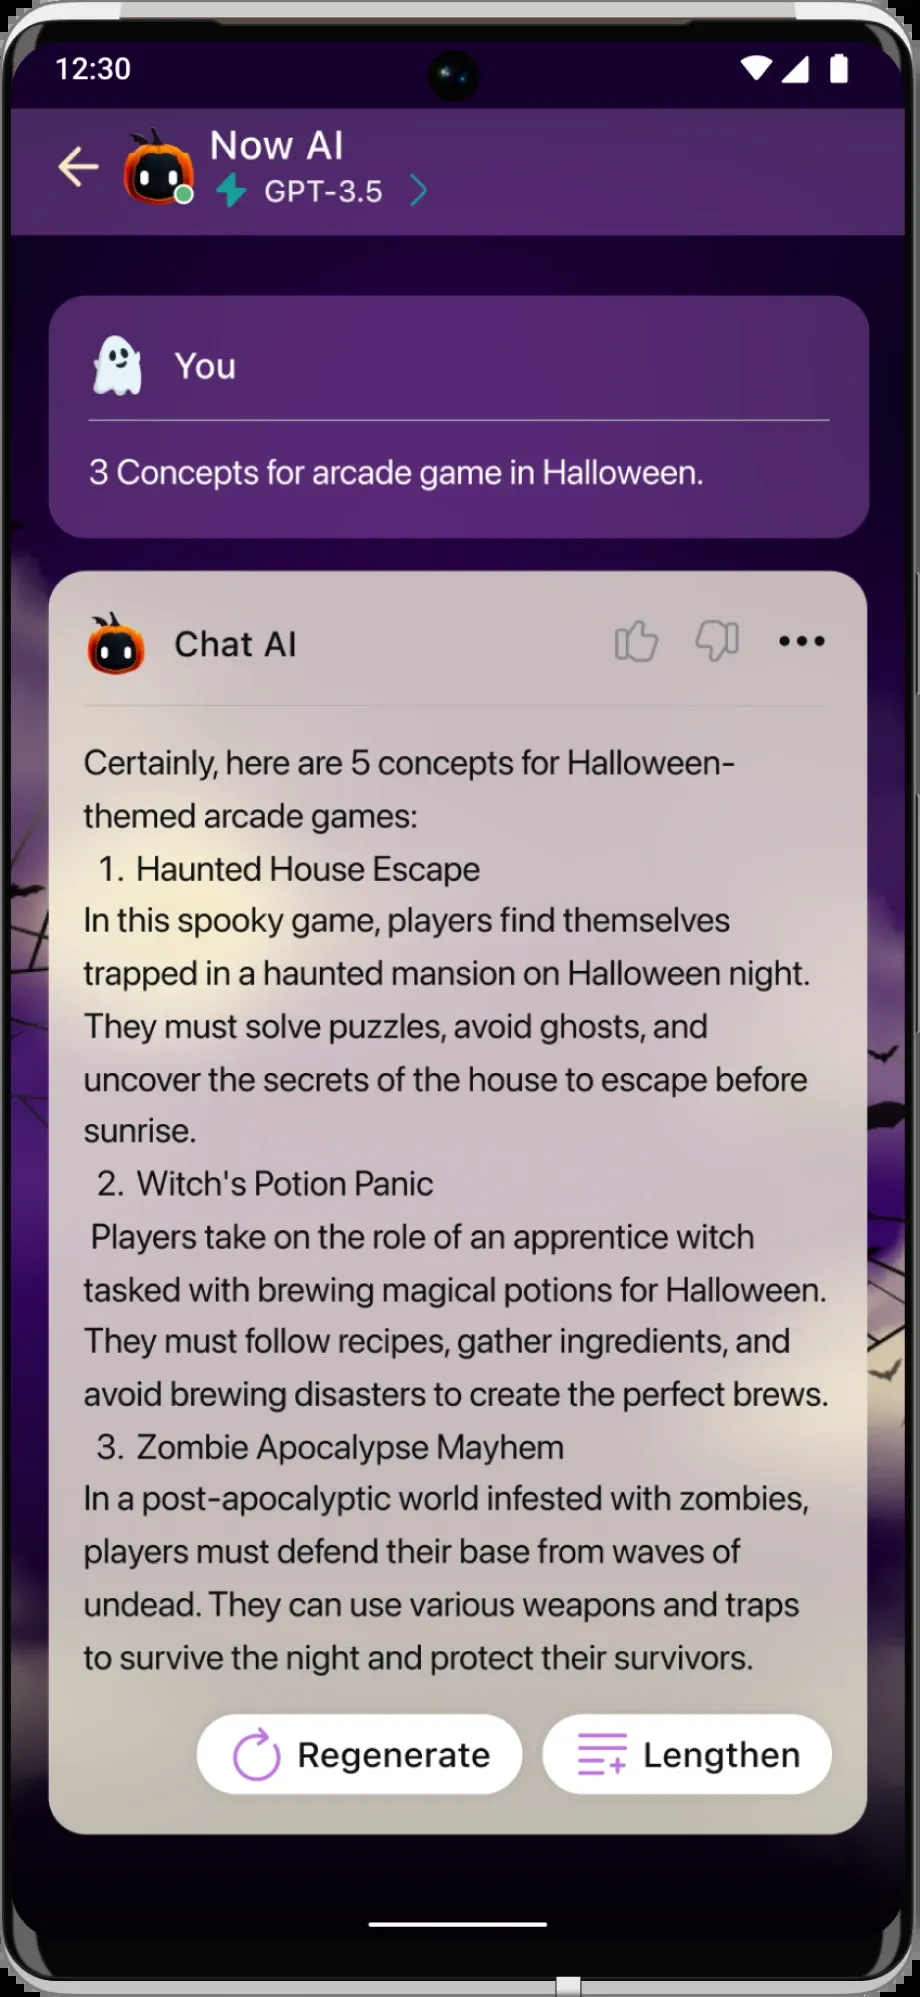 12:30
Now AI
GPT-3.5
You
3 Concepts for arcade game in Halloween.
Chat AI
Certainly, here are 5 concepts for Halloween-
themed arcade games:
1. Haunted House Escape
In this spooky game, players find themselves
trapped in a haunted mansion on Halloween night.
They must solve puzzles, avoid ghosts, and
uncover the secrets of the house to escape before
sunrise.
2. Witch's Potion Panic
Players take on the role of an apprentice witch
tasked with brewing magical potions for Halloween.
They must follow recipes, gather ingredients, and
avoid brewing disasters to create the perfect brews.
3. Zombie Apocalypse Mayhem
In a post-apocalyptic world infested with zombies,
players must defend their base from waves of
undead. They can use various weapons and traps
to survive the night and protect their survivors.
Regenerate
Lengthen